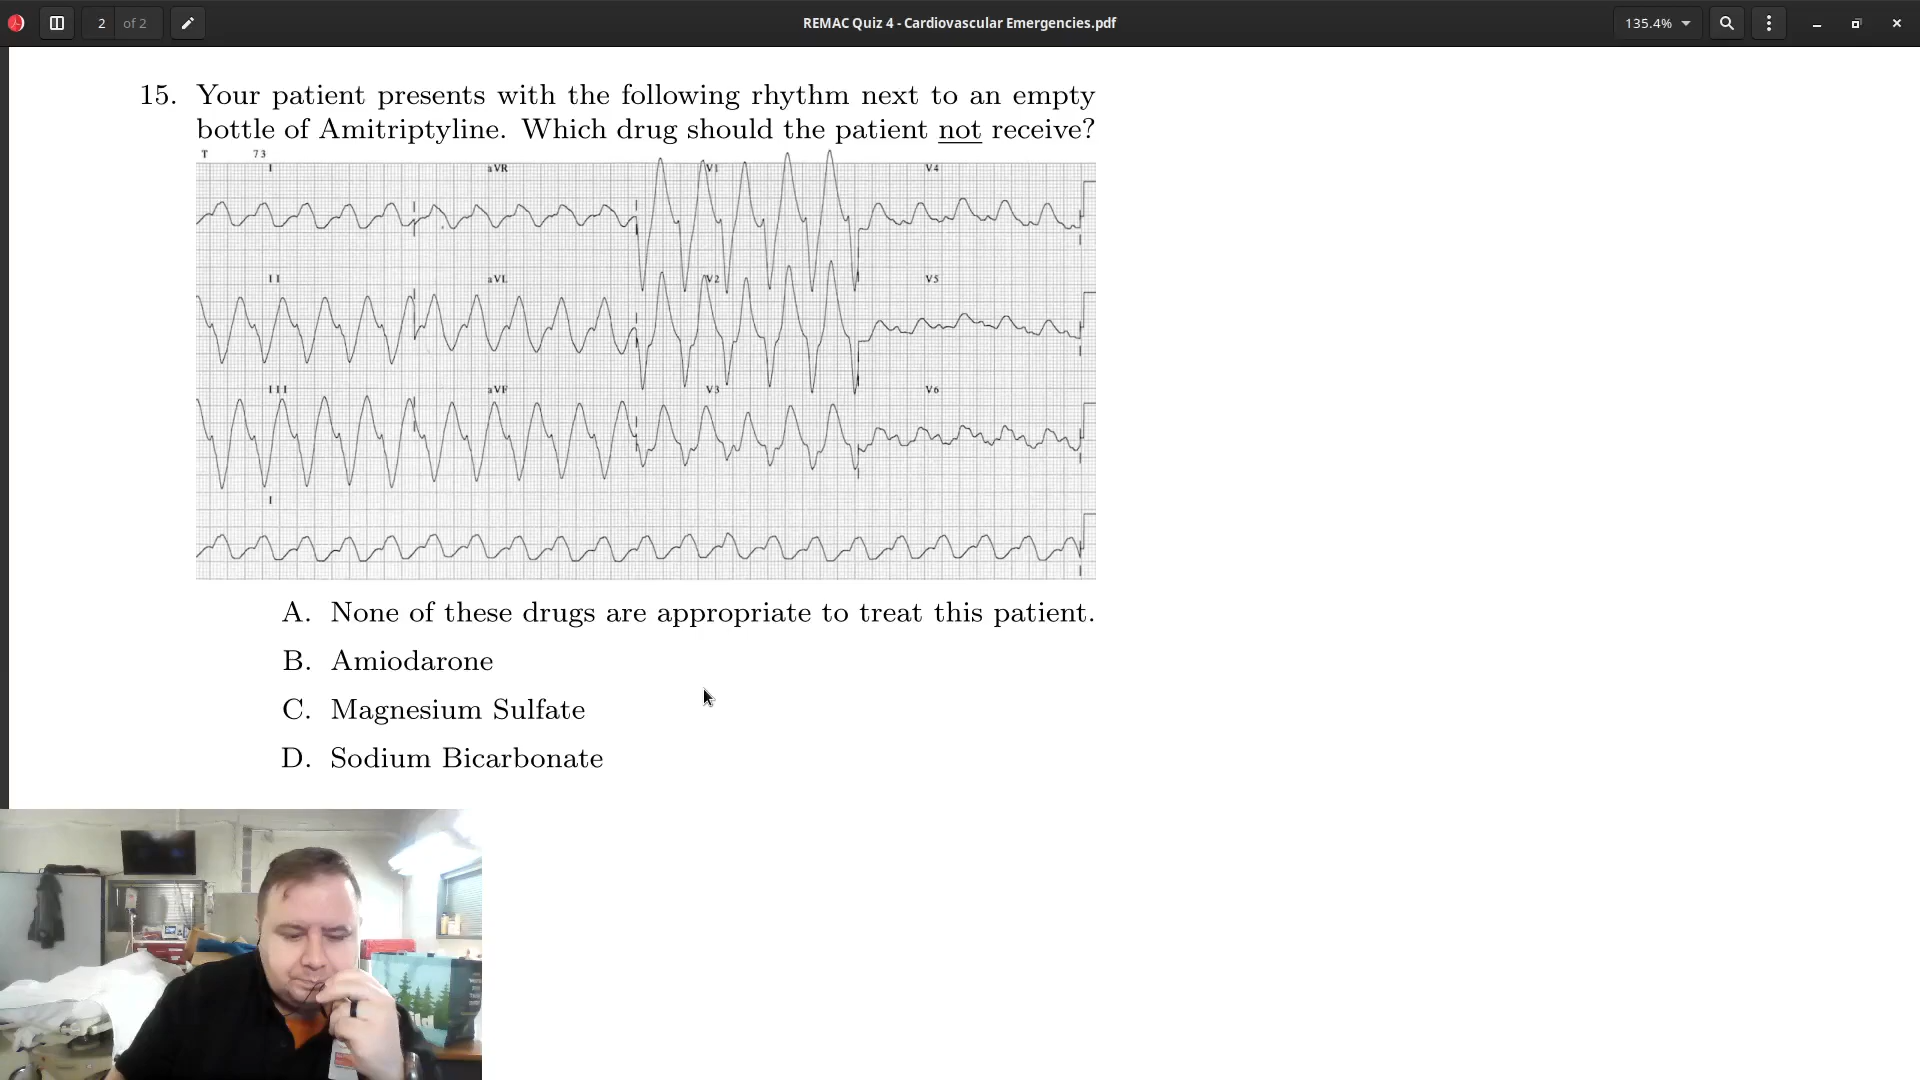 2 of 2 REMAC Quiz 4 - Cardiovascular Emergencies.pdf 135.4%
15. Your patient presents with the following rhythm next to an empty
bottle of Amitriptyline. Which drug should the patient not receive?
T 73
I aVR V1 V4
II aVL V2 V5
III aVF V3 V6
I
A. None of these drugs are appropriate to treat this patient.
B. Amiodarone
C. Magnesium Sulfate
D. Sodium Bicarbonate